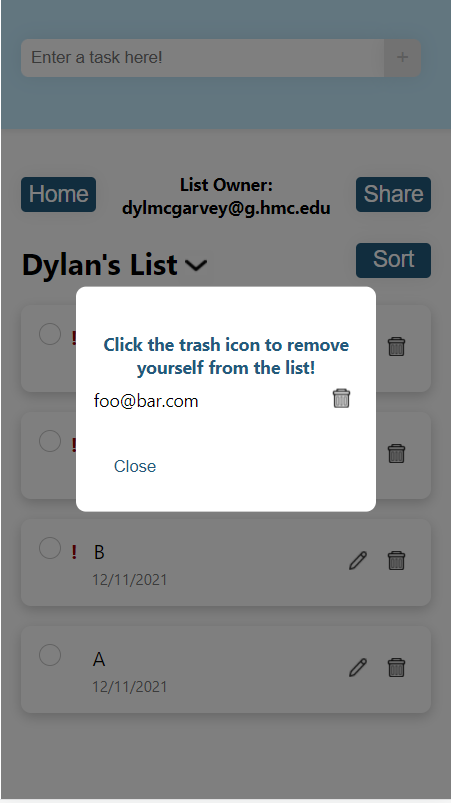 Enter a task here!
+
Home
List Owner:
dylmcgarvey@g.hmc.edu
Share
Dylan's List
Sort
!
Click the trash icon to remove
yourself from the list!
foo@bar.com
!
Close
! B
12/11/2021
A
12/11/2021